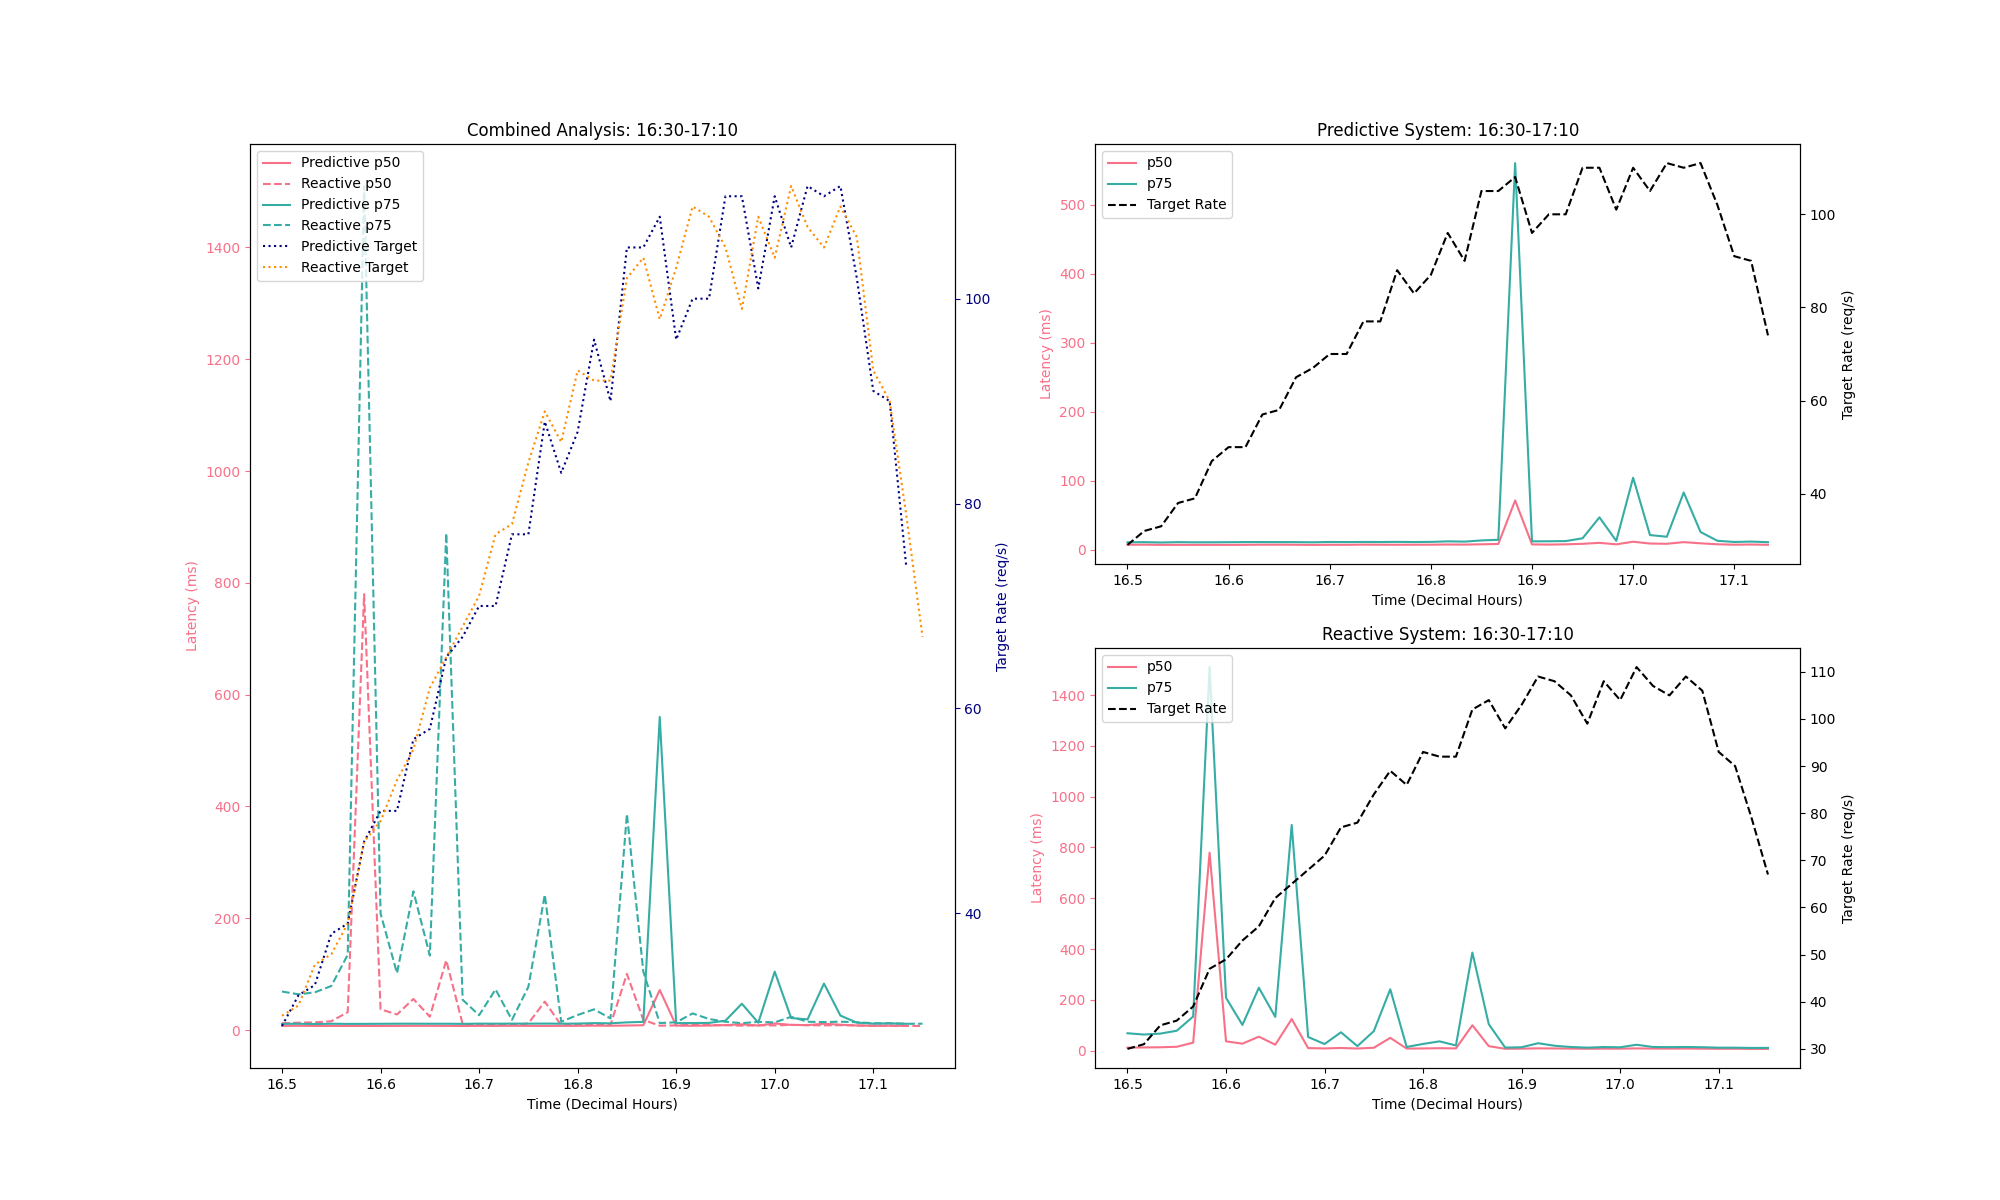 Combined Analysis: 16:30-17:10
Predictive p50
Reactive p50
Predictive p75
Reactive p75
Predictive Target
Reactive Target
1400
1200
1000
800
600
400
200
0
Latency (ms)
100
80
60
40
Target Rate (req/s)
16.5 16.6 16.7 16.8 16.9 17.0 17.1
Time (Decimal Hours)
Predictive System: 16:30-17:10
p50
p75
Target Rate
500
400
300
200
100
0
Latency (ms)
100
80
60
40
Target Rate (req/s)
16.5 16.6 16.7 16.8 16.9 17.0 17.1
Time (Decimal Hours)
Reactive System: 16:30-17:10
p50
p75
Target Rate
1400
1200
1000
800
600
400
200
0
Latency (ms)
110
100
90
80
70
60
50
40
30
Target Rate (req/s)
16.5 16.6 16.7 16.8 16.9 17.0 17.1
Time (Decimal Hours)